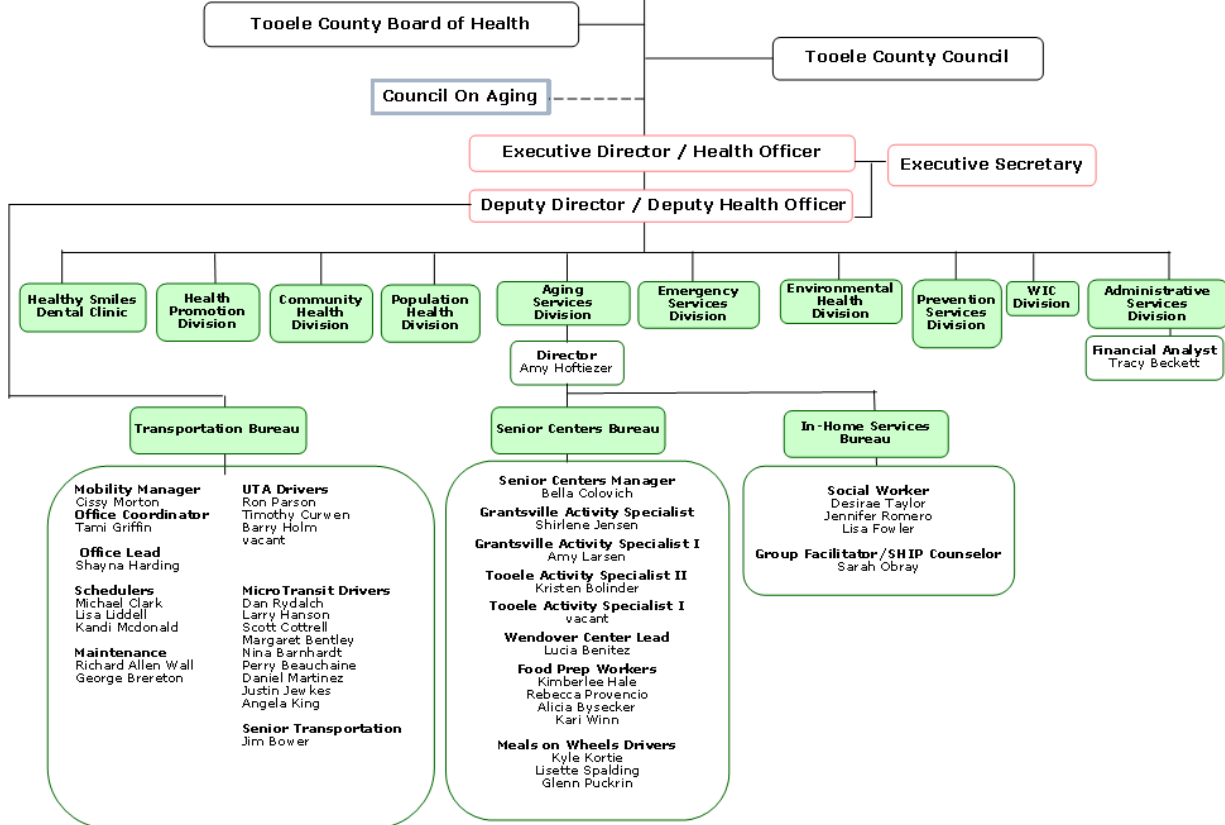 Tooele County Board of Health
Tooele County Council
Council On Aging
Executive Director / Health Officer
Executive Secretary
Deputy Director / Deputy Health Officer
Healthy Smiles
Dental Clinic
Health
Promotion
Division
Community
Health
Division
Population
Health
Division
Aging
Services
Division
Emergency
Services
Division
Environmental
Health
Division
Prevention
Services
Division
WIC
Division
Administrative
Services
Division
Director
Amy Hoftiezer
Financial Analyst
Tracy Beckett
Transportation Bureau
Mobility Manager
Cissy Morton
Office Coordinator
Tami Griffin
Office Lead
Shayna Harding
Schedulers
Michael Clark
Lisa Liddell
Kandi Mcdonald
Maintenance
Richard Allen Wall
George Brereton
UTA Drivers
Ron Parson
Timothy Curwen
Barry Holm
vacant
MicroTransit Drivers
Dan Rydalch
Larry Hanson
Scott Cottrell
Margaret Bentley
Nina Barnhardt
Perry Beauchaine
Daniel Martinez
Justin Jewkes
Angela King
Senior Transportation
Jim Bower
Senior Centers Bureau
Senior Centers Manager
Bella Colovich
Grantsville Activity Specialist
Shirlene Jensen
Grantsville Activity Specialist I
Amy Larsen
Tooele Activity Specialist II
Kristen Bolinder
Tooele Activity Specialist I
vacant
Wendover Center Lead
Lucia Benitez
Food Prep Workers
Kimberlee Hale
Rebecca Provencio
Alicia Bysecker
Kari Winn
Meals on Wheels Drivers
Kyle Kortie
Lisette Spalding
Glenn Puckrin
In-Home Services
Bureau
Social Worker
Desirae Taylor
Jennifer Romero
Lisa Fowler
Group Facilitator/SHIP Counselor
Sarah Obray